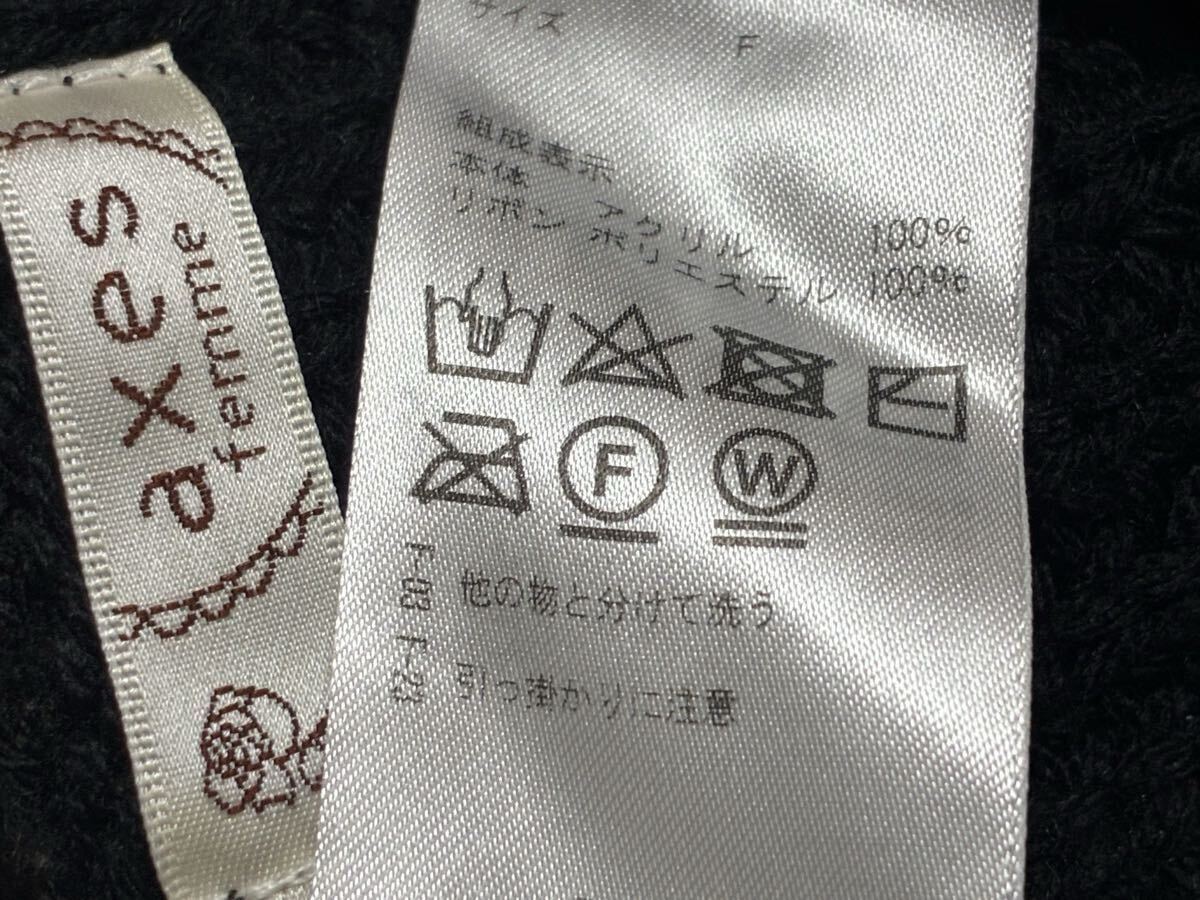 axes
femme
サイズ F
組成表示
本体 アクリル 100%
リボン ポリエステル 100%
F
W
F-03 F-23
他の物と分けて洗う
引っ掛かりに注意